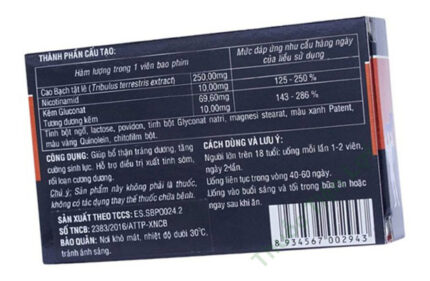 THÀNH PHẦN CẤU TẠO:
Hàm lượng trong 1 viên bao phim
Mức đáp ứng nhu cầu hàng ngày của liều sử dụng
Cao Bạch tật lê (Tribulus terrestris extract) 250.00mg
Nicotinamid 10.00mg 125 - 250 %
Kẽm Gluconat 69.60mg 143 - 286 %
Tương đương kẽm 10.00mg
Tinh bột ngô, lactose, povidon, tinh bột Glyconat natri, magnesi stearat, màu xanh Patent,
màu vàng Quinolein, chitofilm bột.
CÔNG DỤNG: Giúp bổ thận tráng dương, tăng
cường sinh lực. Hỗ trợ điều trị xuất tinh sớm,
rối loạn cương dương.
Chú ý: Sản phẩm này không phải là thuốc,
không có tác dụng thay thế thuốc chữa bệnh.
SẢN XUẤT THEO TCCS: ES.SBP0024.2
SỐ TNCB: 2383/2016/ATTP-XNCB
BẢO QUẢN: Nơi khô mát, nhiệt độ dưới 30°C,
tránh ánh sáng.
CÁCH DÙNG VÀ LƯU Ý:
Người lớn trên 18 tuổi: uống mỗi lần 1-2 viên,
ngày 2 lần.
Uống liên tục trong vòng 40-60 ngày.
Uống vào buổi sáng và tối trong bữa ăn hoặc
ngay sau khi ăn.
8 934567 002943